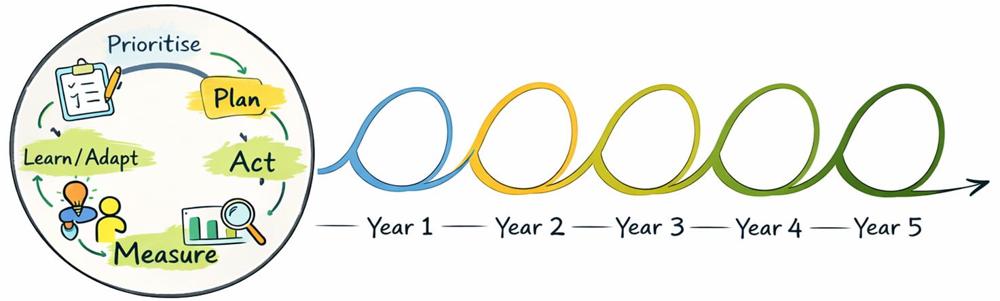 Prioritise
Plan
Act
Measure
Learn/Adapt
Year 1
Year 2
Year 3
Year 4
Year 5